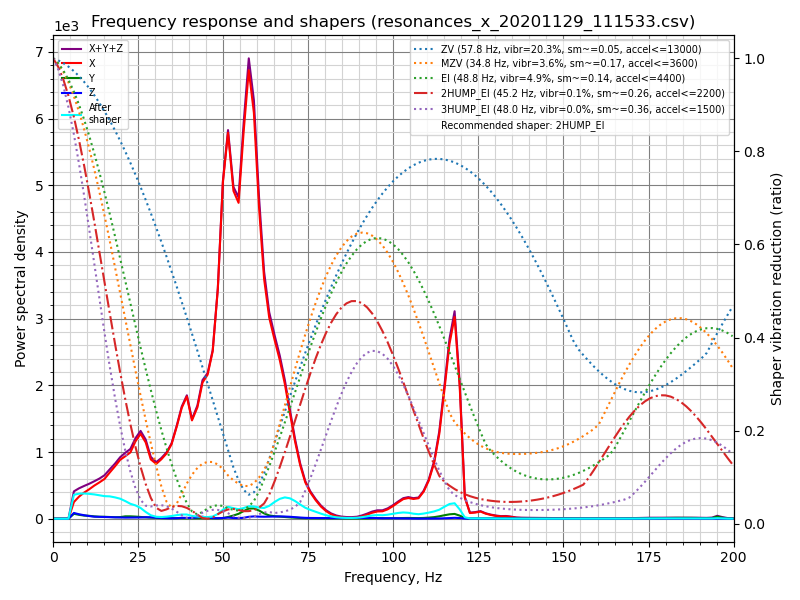 Frequency response and shapers (resonances_x_20201129_111533.csv)
1e3
X+Y+Z
X
Y
Z
After
shaper
ZV (57.8 Hz, vibr=20.3%, sm~=0.05, accel<=13000)
MZV (34.8 Hz, vibr=3.6%, sm~=0.17, accel<=3600)
EI (48.8 Hz, vibr=4.9%, sm~=0.14, accel<=4400)
2HUMP_EI (45.2 Hz, vibr=0.1%, sm~=0.26, accel<=2200)
3HUMP_EI (48.0 Hz, vibr=0.0%, sm~=0.36, accel<=1500)
Recommended shaper: 2HUMP_EI
Power spectral density
7
6
5
4
3
2
1
0
1.0
0.8
0.6
0.4
0.2
0.0
Shaper vibration reduction (ratio)
0 25 50 75 100 125 150 175 200
Frequency, Hz